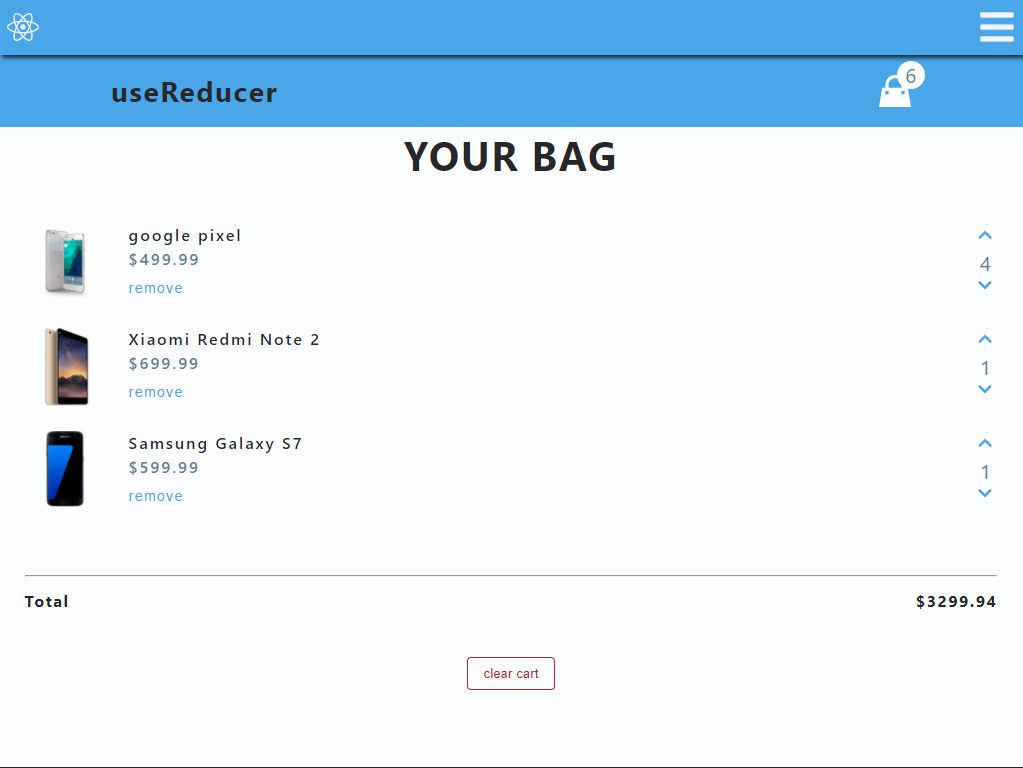 useReducer
6
YOUR BAG
google pixel
$499.99
remove
4
Xiaomi Redmi Note 2
$699.99
remove
1
Samsung Galaxy S7
$599.99
remove
1
Total $3299.94
clear cart